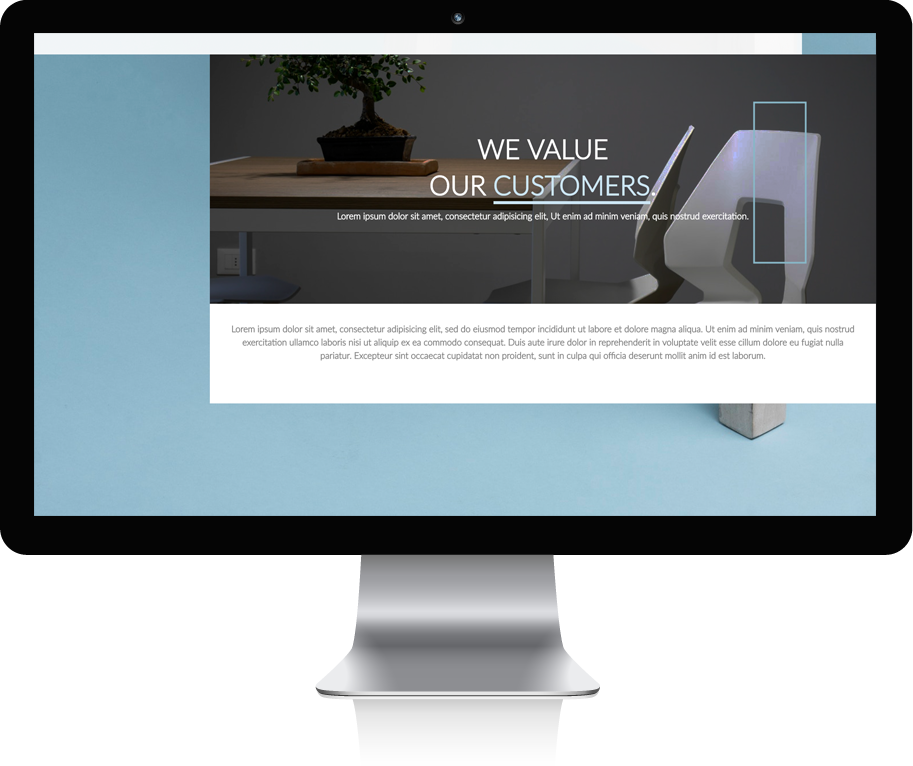 WE VALUE
OUR CUSTOMERS.
Lorem ipsum dolor sit amet, consectetur adipisicing elit, Ut enim ad minim veniam, quis nostrud exercitation.
Lorem ipsum dolor sit amet, consectetur adipisicing elit, sed do eiusmod tempor incididunt ut labore et dolore magna aliqua. Ut enim ad minim veniam, quis nostrud
exercitation ullamco laboris nisi ut aliquip ex ea commodo consequat. Duis aute irure dolor in reprehenderit in voluptate velit esse cillum dolore eu fugiat nulla
pariatur. Excepteur sint occaecat cupidatat non proident, sunt in culpa qui officia deserunt mollit anim id est laborum.